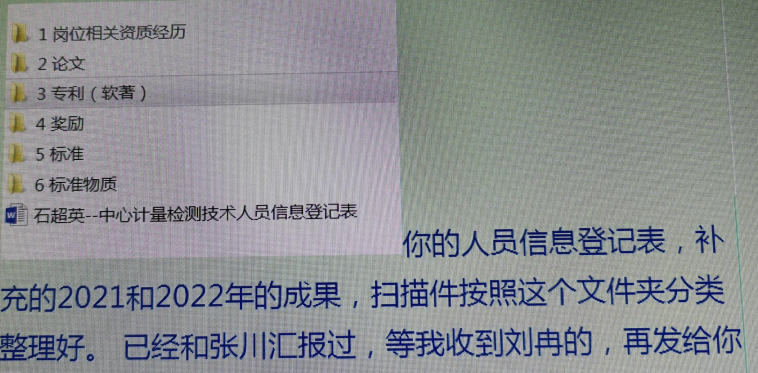 1 岗位相关资质经历
2 论文
3 专利（软著）
4 奖励
5 标准
6 标准物质
石超英--中心计量检测技术人员信息登记表
你的人员信息登记表，补
充的2021和2022年的成果，扫描件按照这个文件夹分类
整理好。 已经和张川汇报过，等我收到刘冉的，再发给你